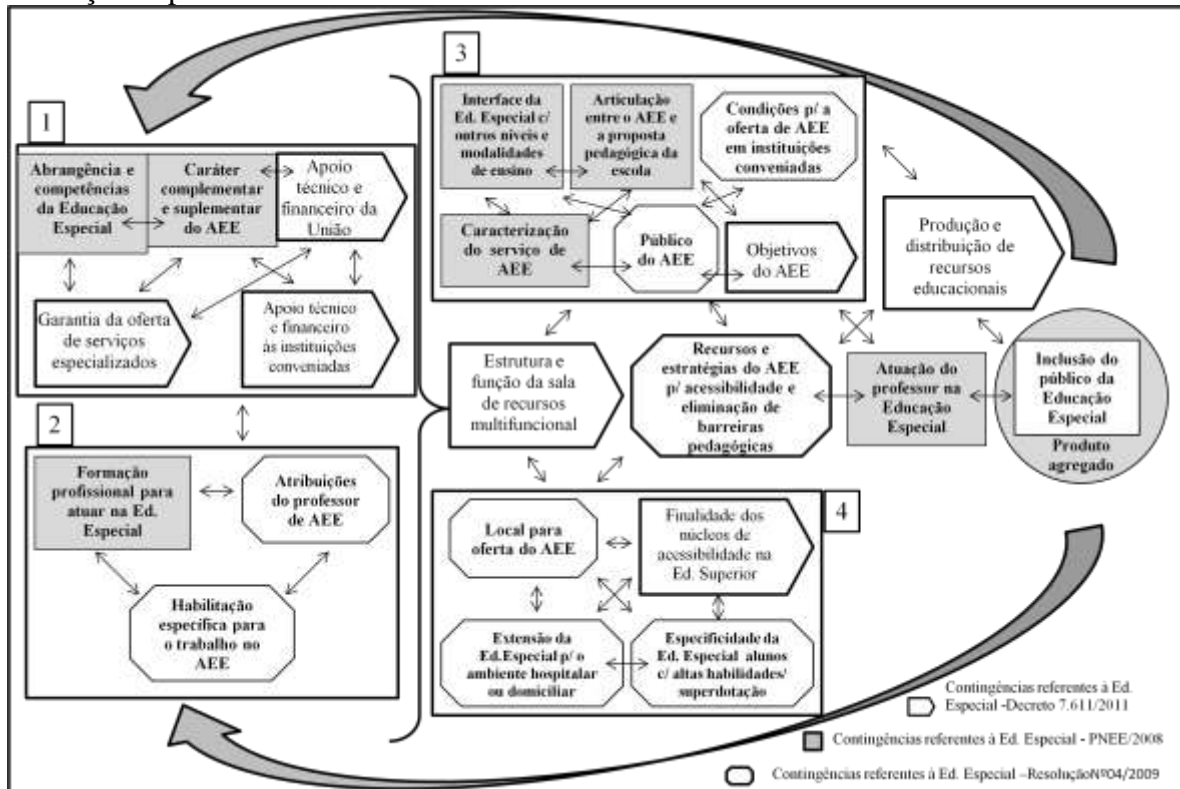 3
Interface da
Ed. Especial c/
outros níveis e
modalidades
de ensino
Articulação
entre o AEE e
a proposta
pedagógica da
escola
Condições p/ a
oferta de AEE
em instituições
conveniadas
Caracterização
do serviço de
AEE
Público
do AEE
Objetivos
do AEE
1
Abrangência e
competências
da Educação
Especial
Caráter
complementar
e suplementar
do AEE
Apoio
técnico e
financeiro da
União
Garantia da oferta
de serviços
especializados
Apoio técnico
e financeiro
às instituições
conveniadas
Produção e
distribuição de
recursos
educacionais
Estrutura e
função da sala
de recursos
multifuncional
Recursos e
estratégias do AEE
p/ acessibilidade e
eliminação de
barreiras
pedagógicas
Atuação do
professor na
Educação
Especial
Inclusão do
público da
Educação
Especial
Produto
agregado
2
Formação
profissional para
atuar na Ed.
Especial
Atribuições
do professor
de AEE
Habilitação
específica para
o trabalho no
AEE
4
Local para
oferta do AEE
Finalidade dos
núcleos de
acessibilidade na
Ed. Superior
Extensão da
Ed.Especial p/ o
ambiente hospitalar
ou domiciliar
Especificidade da
Ed. Especial alunos
c/ altas habilidades/
superdotação
Contingências referentes à Ed.
Especial -Decreto 7.611/2011
Contingências referentes à Ed. Especial - PNEE/2008
Contingências referentes à Ed. Especial –ResoluçãoNº04/2009